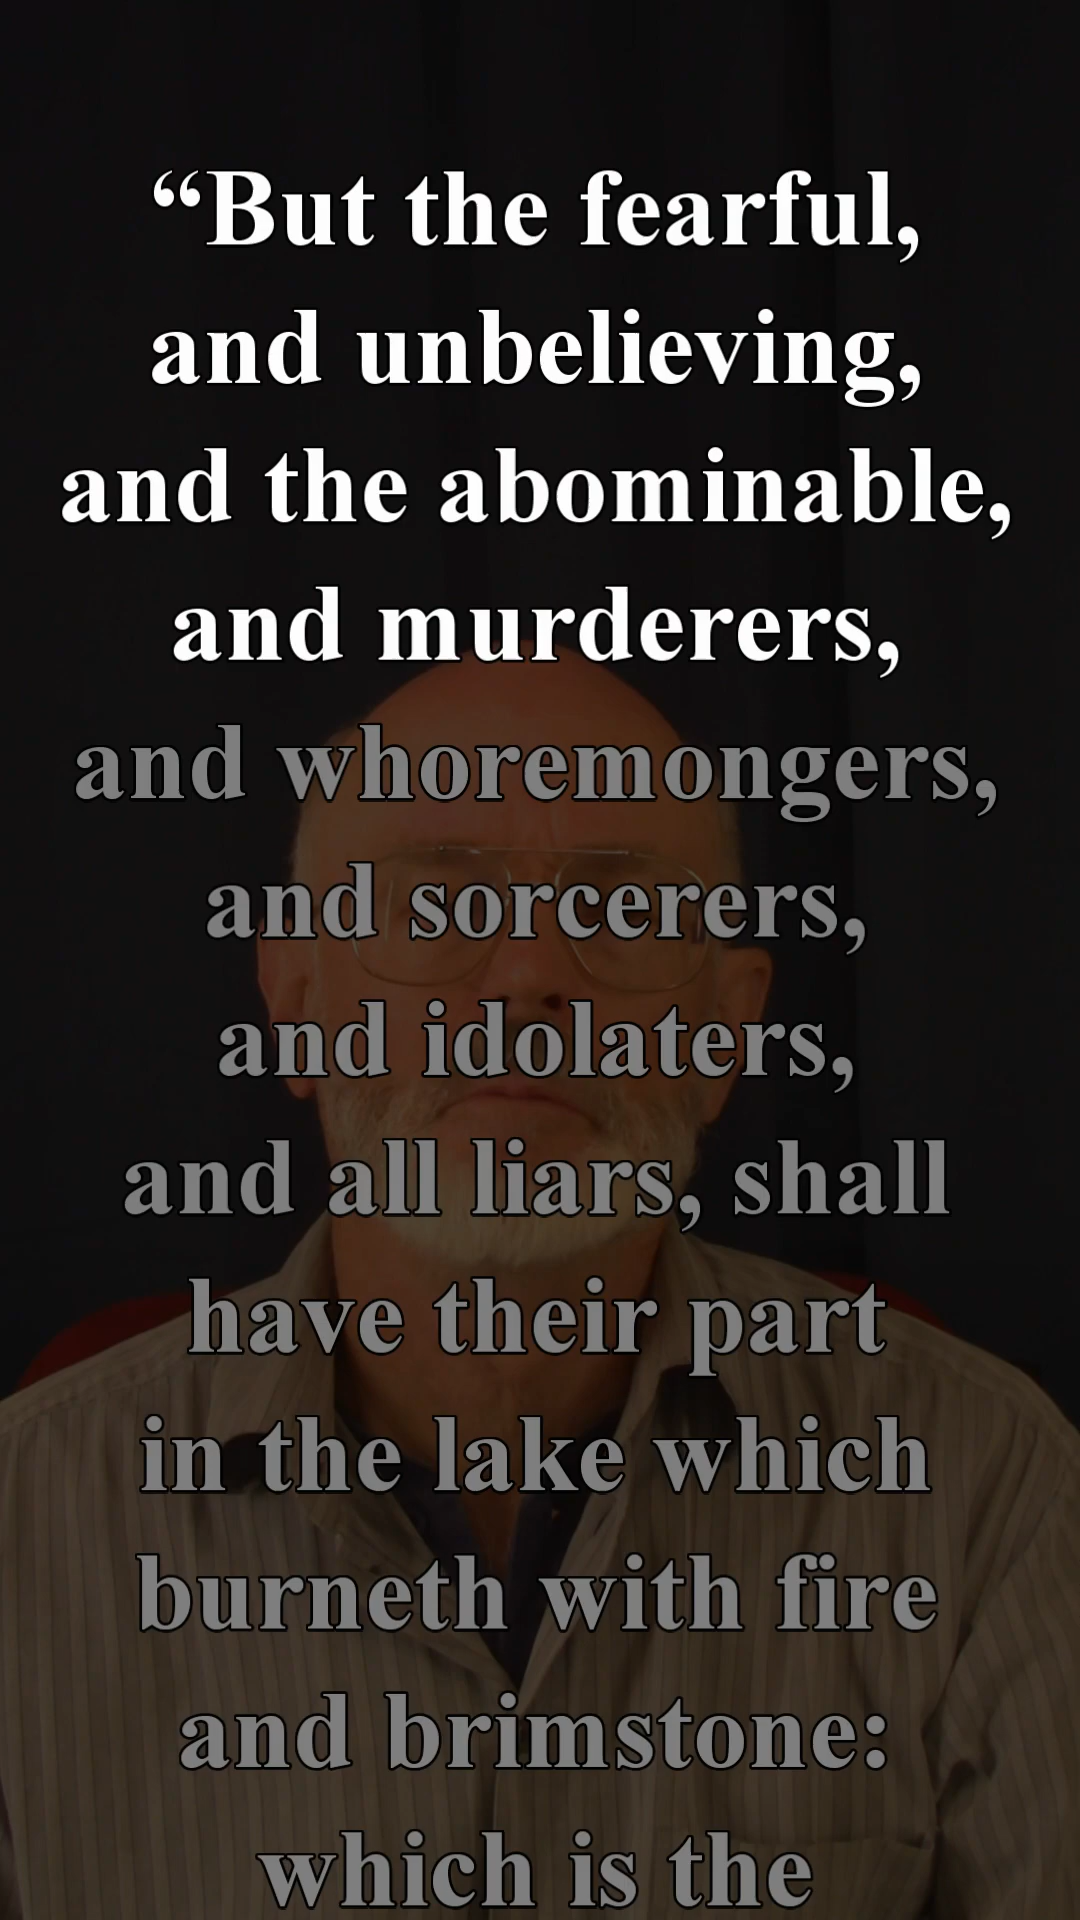 “But the fearful,
and unbelieving,
and the abominable,
and murderers,
and whoremongers,
and sorcerers,
and idolaters,
and all liars, shall
have their part
in the lake which
burneth with fire
and brimstone:
which is the